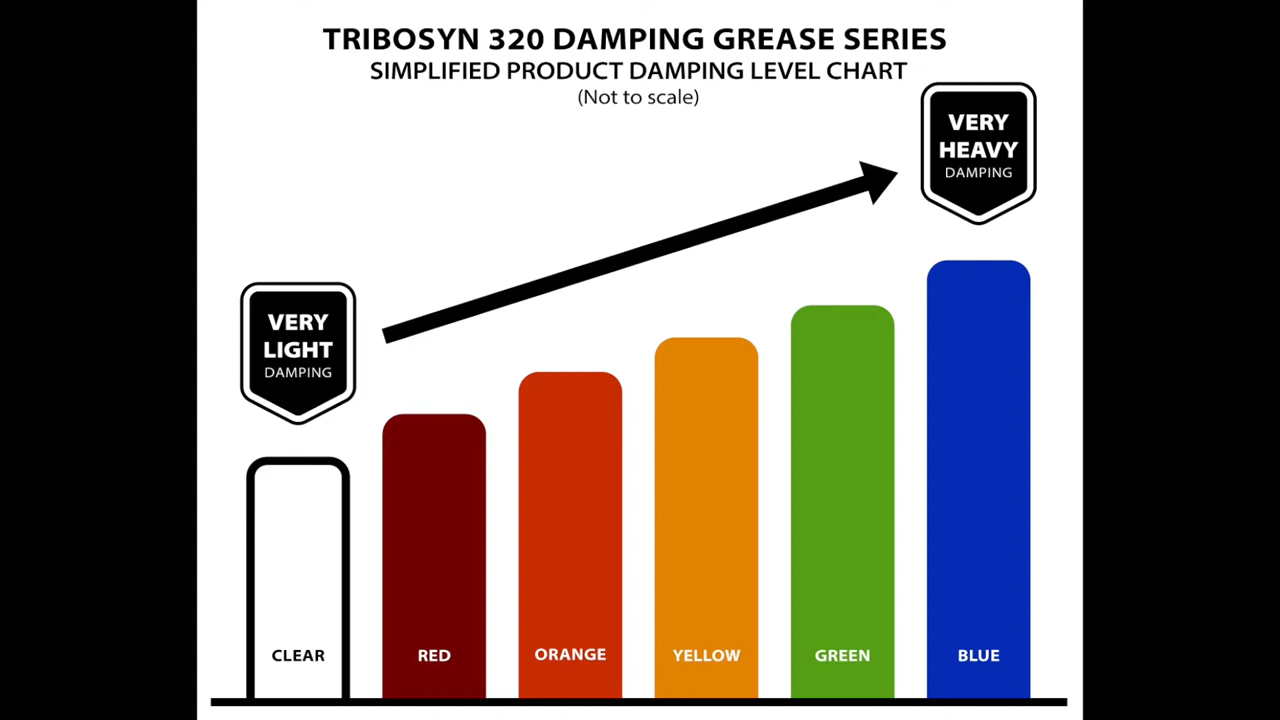 TRIBOSYN 320 DAMPING GREASE SERIES
SIMPLIFIED PRODUCT DAMPING LEVEL CHART
(Not to scale)
VERY
HEAVY
DAMPING
VERY
LIGHT
DAMPING
CLEAR
RED
ORANGE
YELLOW
GREEN
BLUE